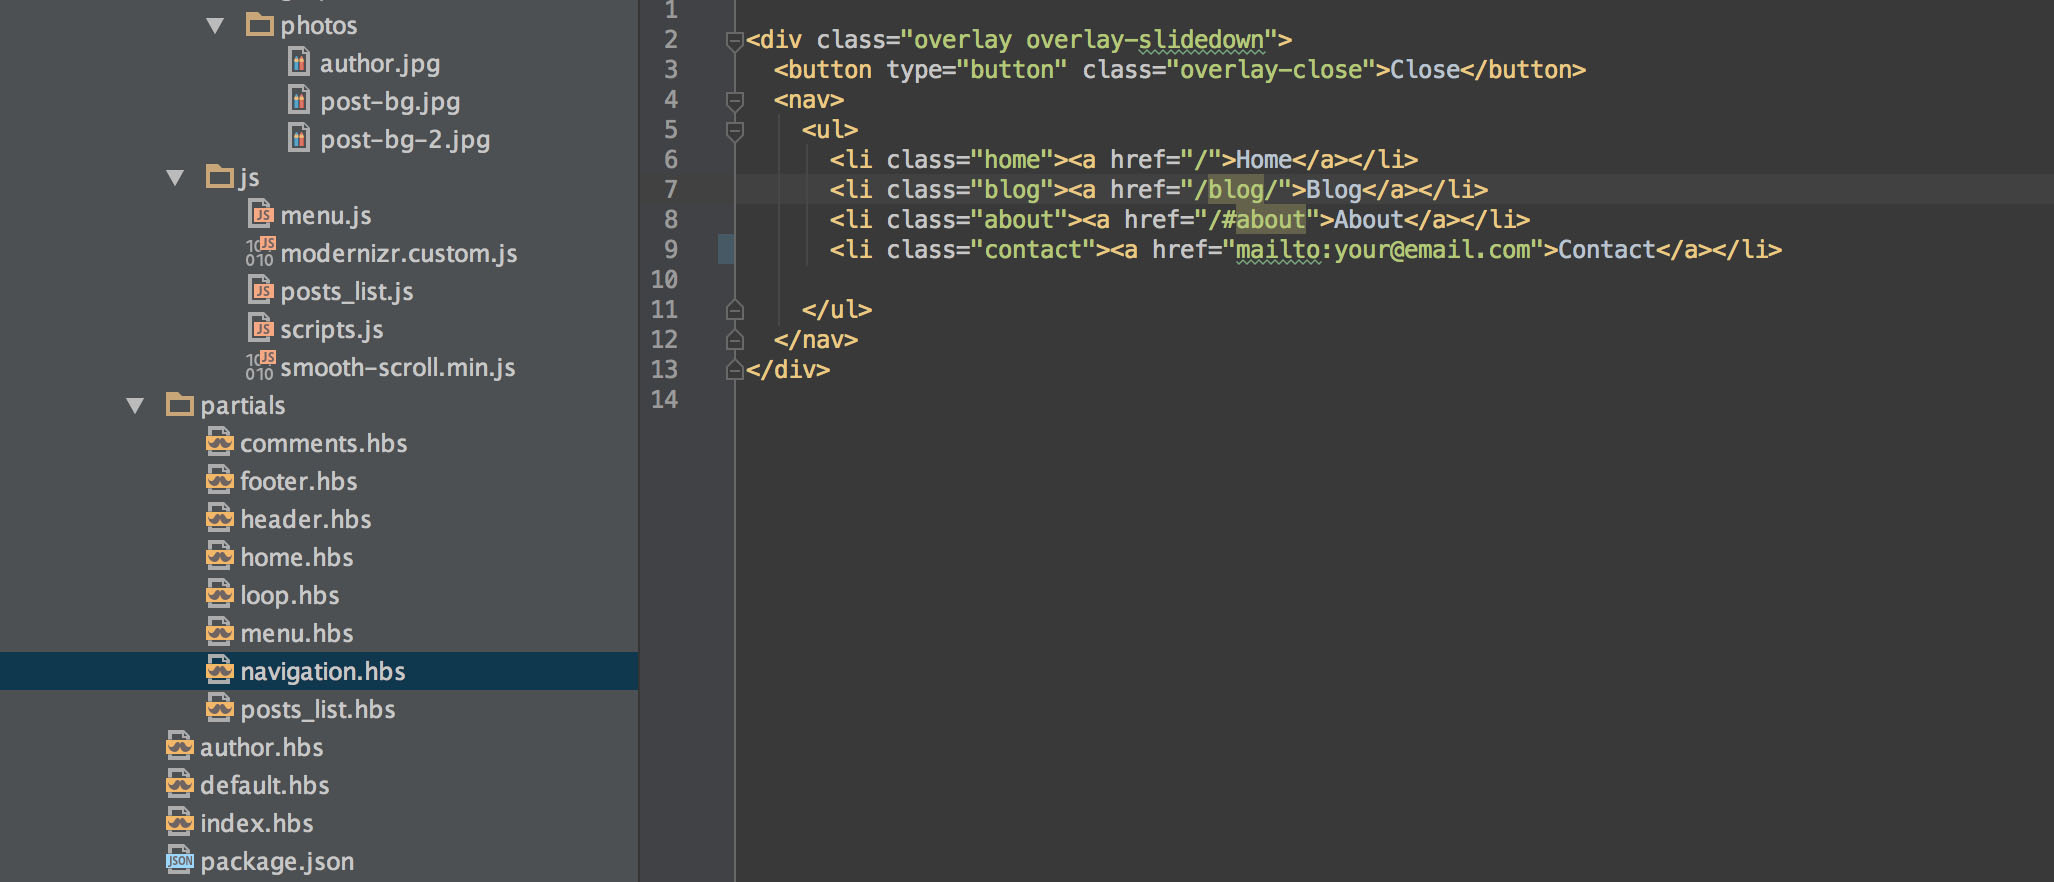 photos
author.jpg
post-bg.jpg
post-bg-2.jpg
js
menu.js
modernizr.custom.js
posts_list.js
scripts.js
smooth-scroll.min.js
partials
comments.hbs
footer.hbs
header.hbs
home.hbs
loop.hbs
menu.hbs
navigation.hbs
posts_list.hbs
author.hbs
default.hbs
index.hbs
package.json
1
2 <div class="overlay overlay-slidedown">
3 <button type="button" class="overlay-close">Close</button>
4 <nav>
5 <ul>
6 <li class="home"><a href="/">Home</a></li>
7 <li class="blog"><a href="/blog/">Blog</a></li>
8 <li class="about"><a href="/#about">About</a></li>
9 <li class="contact"><a href="mailto:your@email.com">Contact</a></li>
10
11 </ul>
12 </nav>
13 </div>
14